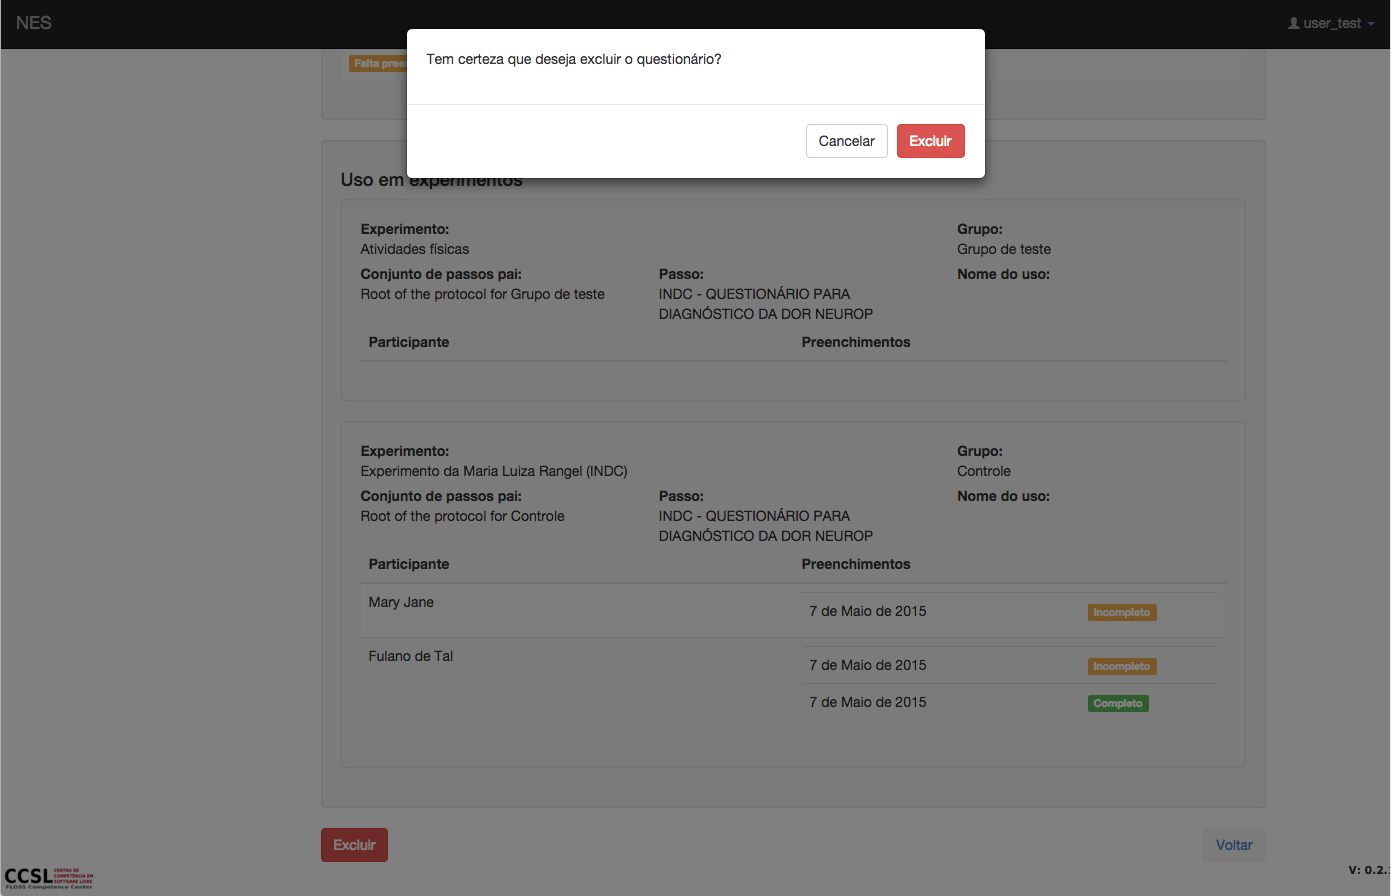 NES
user_test
Falta
Tem certeza que deseja excluir o questionário?
Cancelar
Excluir
Uso em experimentos
Experimento:
Grupo:
Atividades físicas
Grupo de teste
Conjunto de passos pai:
Passo:
Nome do uso:
Root of the protocol for Grupo de teste
INDC - QUESTIONÁRIO PARA
DIAGNÓSTICO DA DOR NEUROP
Participante
Preenchimentos
Experimento:
Grupo:
Experimento da Maria Luiza Rangel (INDC)
Controle
Conjunto de passos pai:
Passo:
Nome do uso:
Root of the protocol for Controle
INDC - QUESTIONÁRIO PARA
DIAGNÓSTICO DA DOR NEUROP
Participante
Preenchimentos
Mary Jane
7 de Maio de 2015
Incompleto
Fulano de Tal
7 de Maio de 2015
Incompleto
7 de Maio de 2015
Completo
Excluir
Voltar
CCSL
CENTRO DE
COMPETÊNCIA EM
SOFTWARE LIVRE
FLOSS Competence Center
V: 0.2.